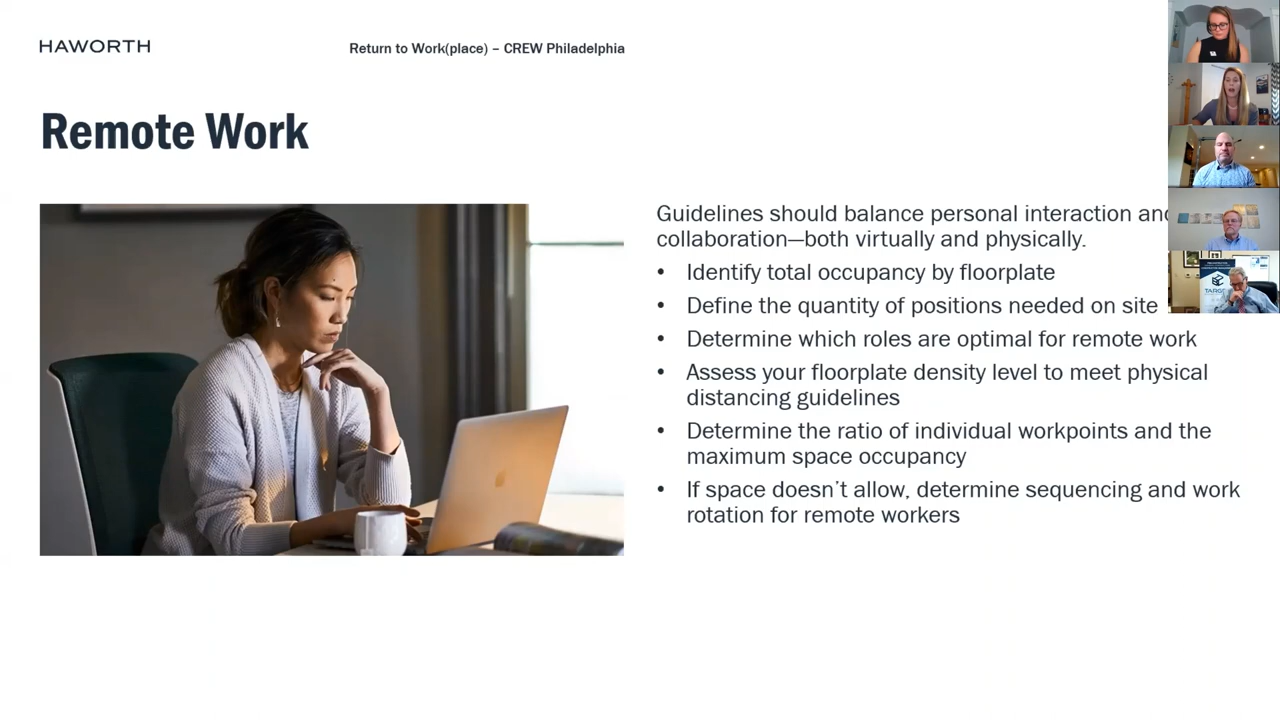 HAWORTH
Return to Work(place) – CREW Philadelphia
Remote Work
Guidelines should balance personal interaction and
collaboration—both virtually and physically.
• Identify total occupancy by floorplate
• Define the quantity of positions needed on site
• Determine which roles are optimal for remote work
• Assess your floorplate density level to meet physical
distancing guidelines
• Determine the ratio of individual workpoints and the
maximum space occupancy
• If space doesn’t allow, determine sequencing and work
rotation for remote workers